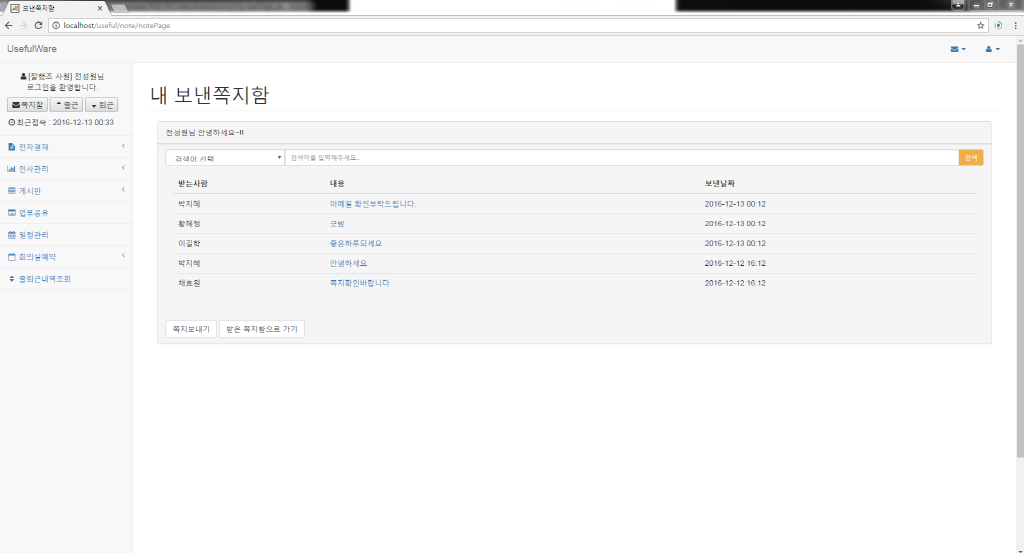 보낸쪽지함
localhost/useful/note/notePage
UsefulWare
[잘행조 사원] 전성원님
로그인을 환영합니다.
쪽지함 출근 퇴근
최근접속 : 2016-12-13 00:33
전자결재
인사관리
게시판
업무공유
일정관리
회의실예약
출퇴근내역조회
내 보낸쪽지함
전성원님 안녕하세요~!!
검색어 선택 검색어를 입력해주세요.. 검색
받는사람 내용 보낸날짜
박지혜 이메일 확인부탁드립니다. 2016-12-13 00:12
황혜정 굿밤 2016-12-13 00:12
이길학 좋은하루되세요 2016-12-13 00:12
박지혜 안녕하세요 2016-12-12 16:12
채효원 쪽지확인바랍니다 2016-12-12 16:12
쪽지보내기 받은 쪽지함으로 가기